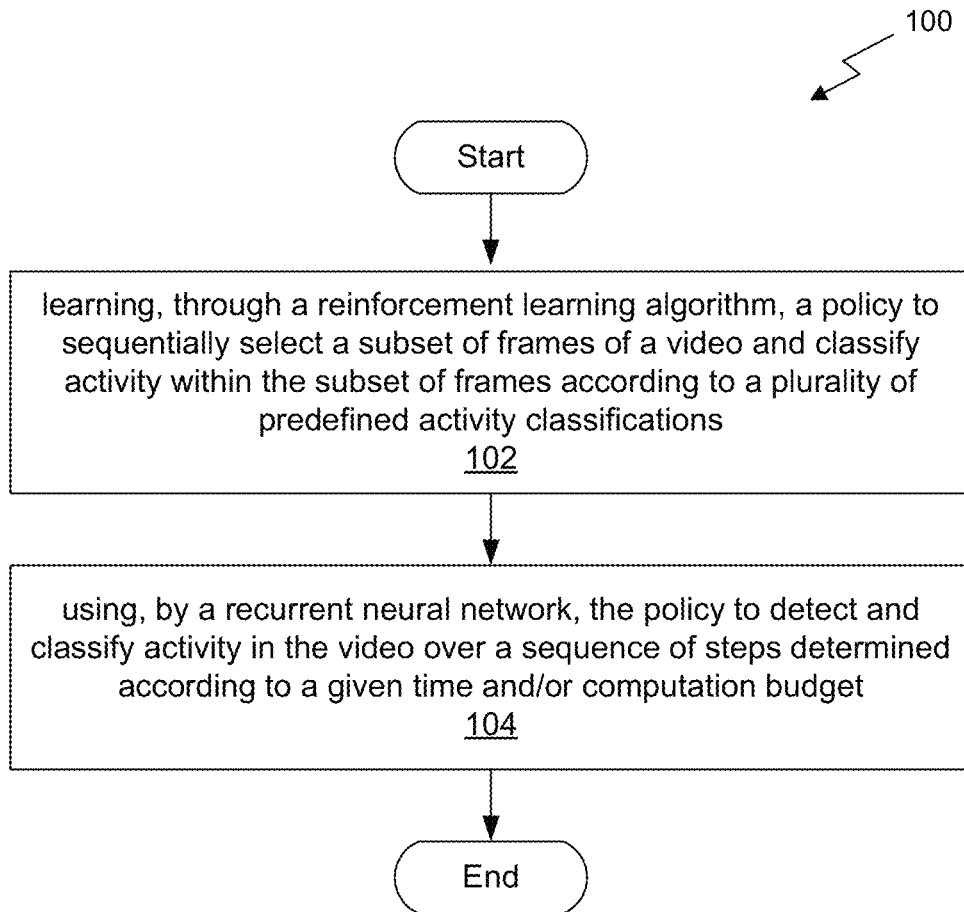 100
Start
learning, through a reinforcement learning algorithm, a policy to
sequentially select a subset of frames of a video and classify
activity within the subset of frames according to a plurality of
predefined activity classifications
102
using, by a recurrent neural network, the policy to detect and
classify activity in the video over a sequence of steps determined
according to a given time and/or computation budget
104
End